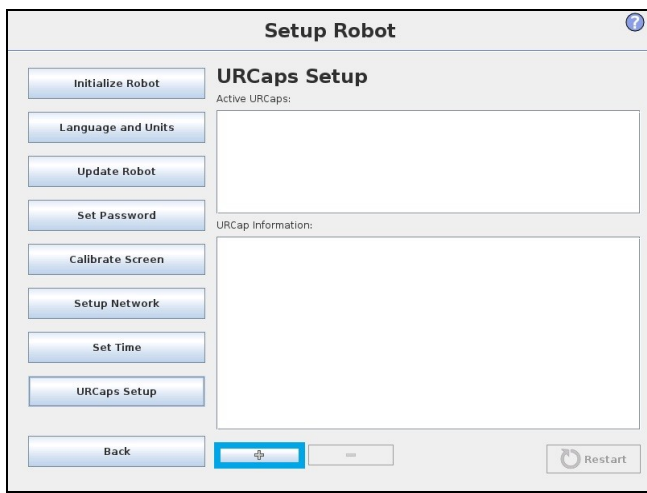 Setup Robot
?
Initialize Robot
Language and Units
Update Robot
Set Password
Calibrate Screen
Setup Network
Set Time
URCaps Setup
Back
URCaps Setup
Active URCaps:
URCap Information:
Restart